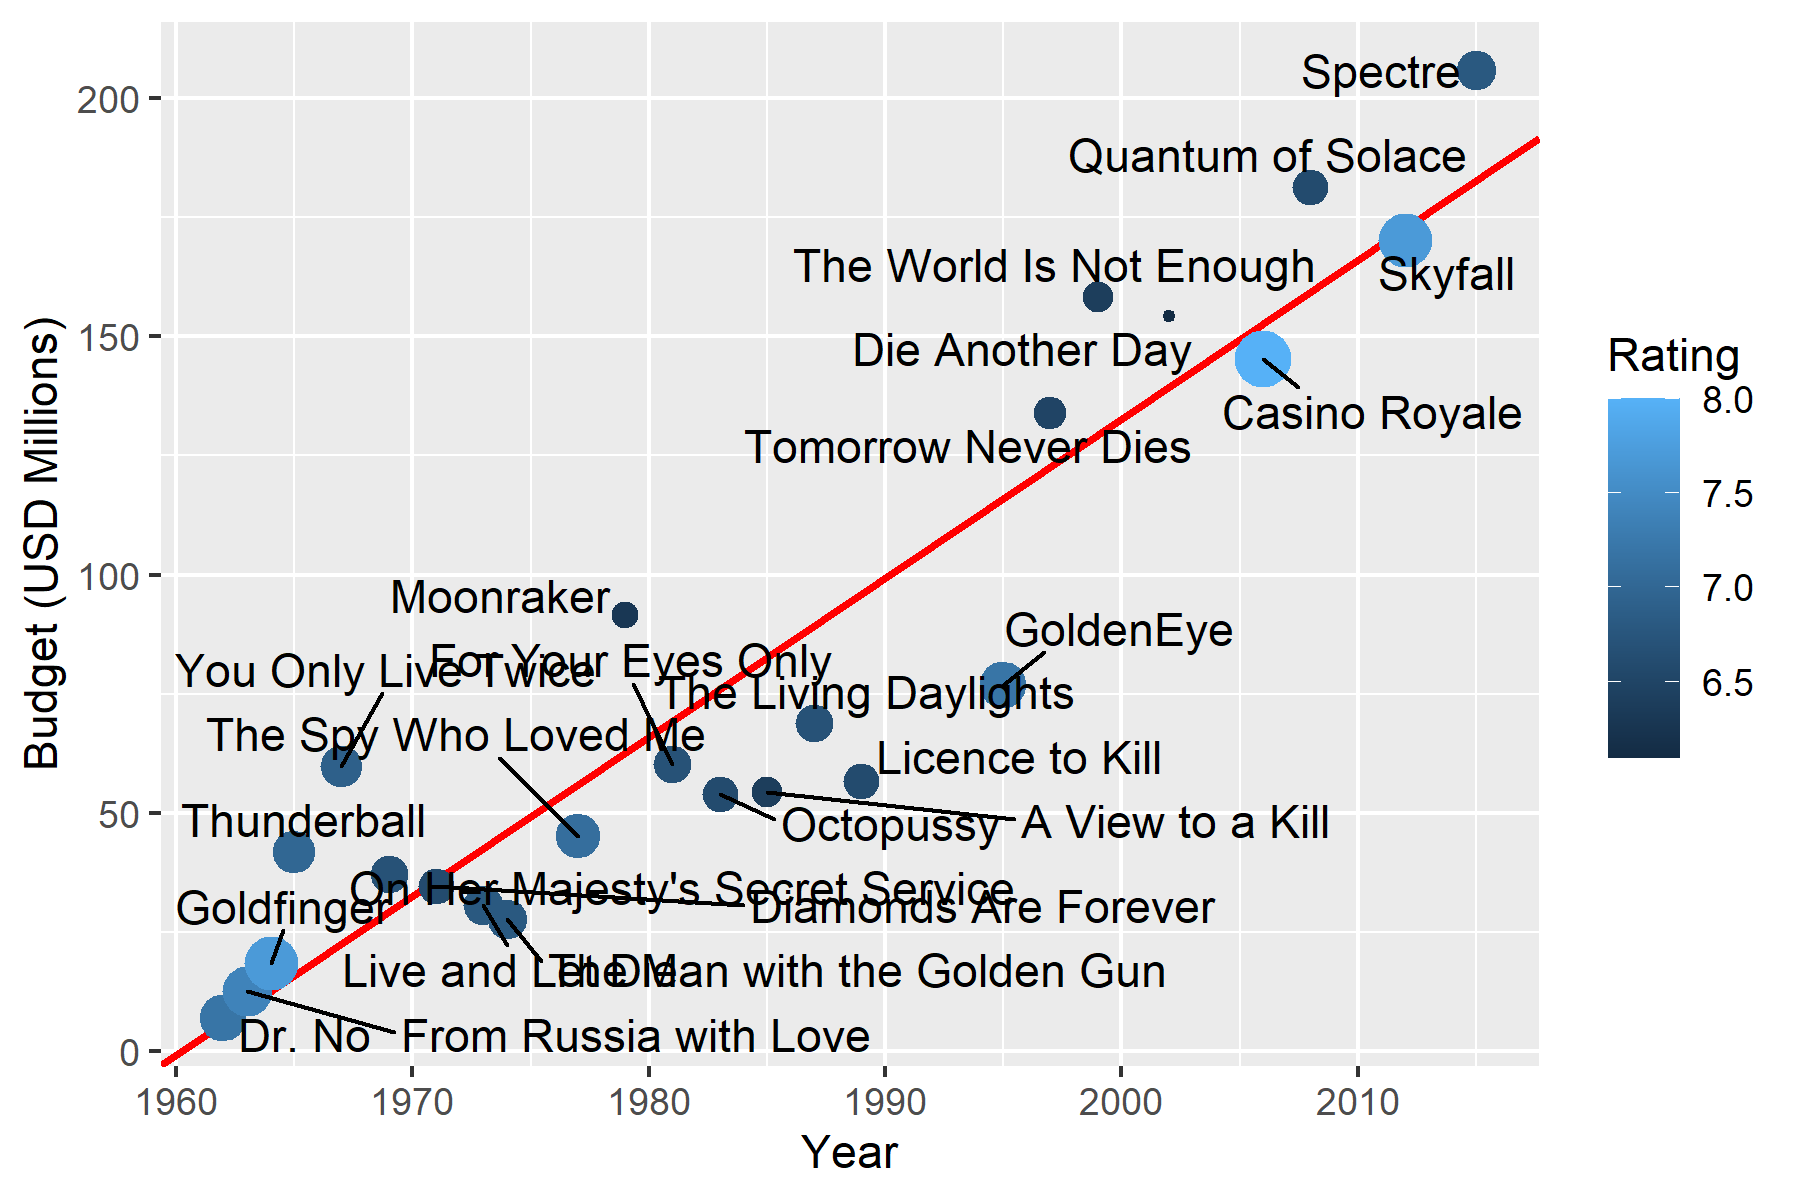 Spectre
200
Quantum of Solace
The World Is Not Enough
Skyfall
150
Die Another Day
Casino Royale
Tomorrow Never Dies
Moonraker
100
GoldenEye
For Your Eyes Only
You Only Live Twice
The Living Daylights
The Spy Who Loved Me
Licence to Kill
50
Thunderball
Octopussy
A View to a Kill
On Her Majesty's Secret Service
Goldfinger
Diamonds Are Forever
Live and Let Die
The Man with the Golden Gun
Dr. No
From Russia with Love
0
1960 1970 1980 1990 2000 2010
Year
Budget (USD Millions)
Rating
8.0
7.5
7.0
6.5